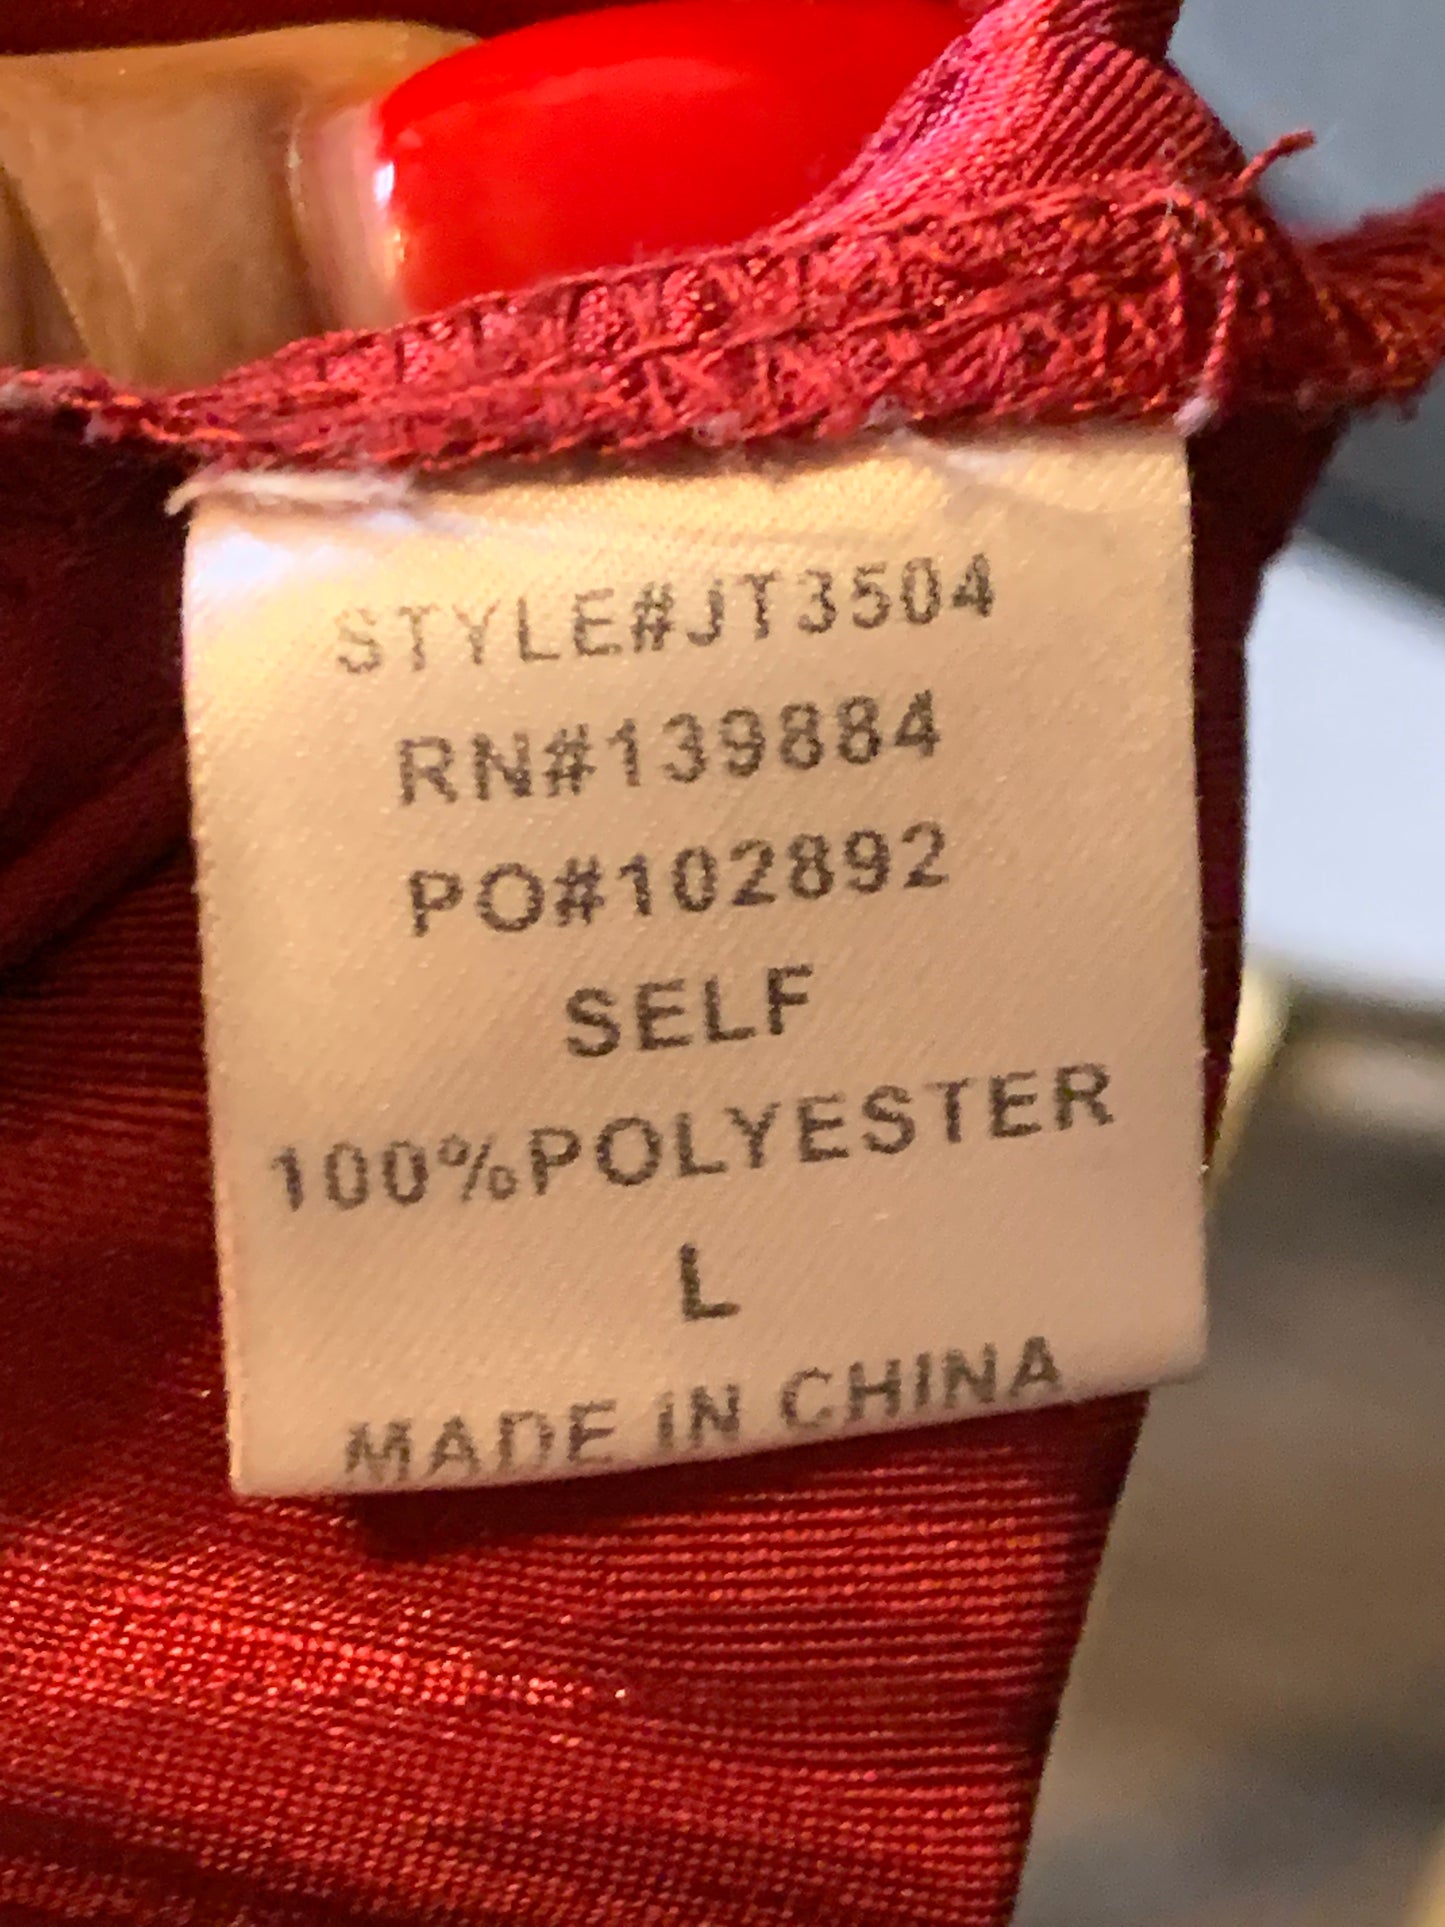 STYLE#JT3504
RN#139884
PO#102892
SELF
100%POLYESTER
L
MADE IN CHINA